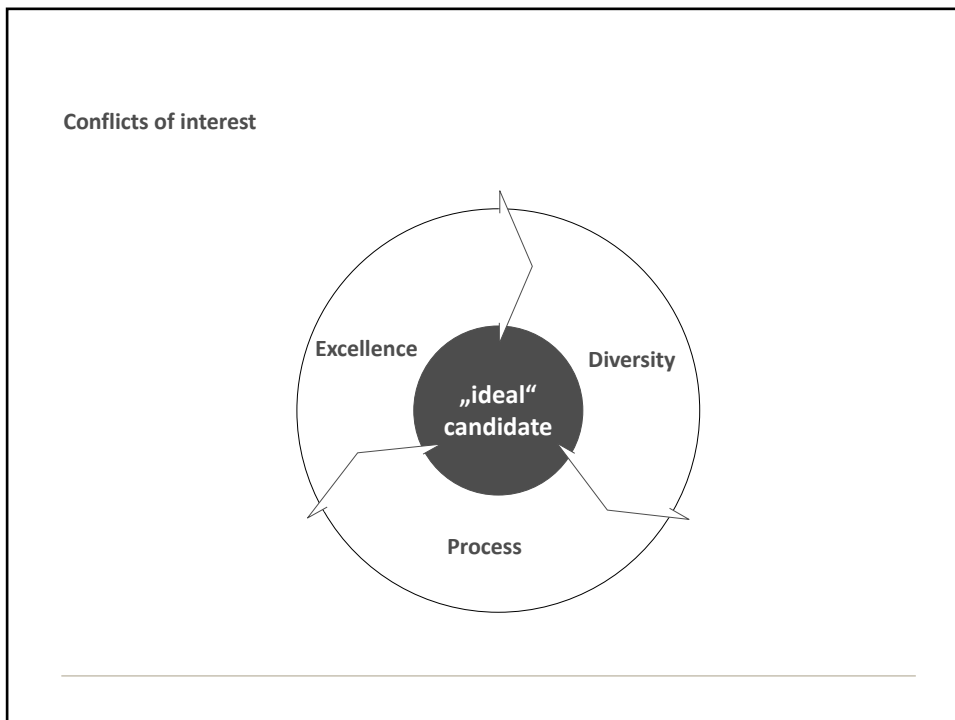 Conflicts of interest
Excellence
Diversity
„ideal“
candidate
Process